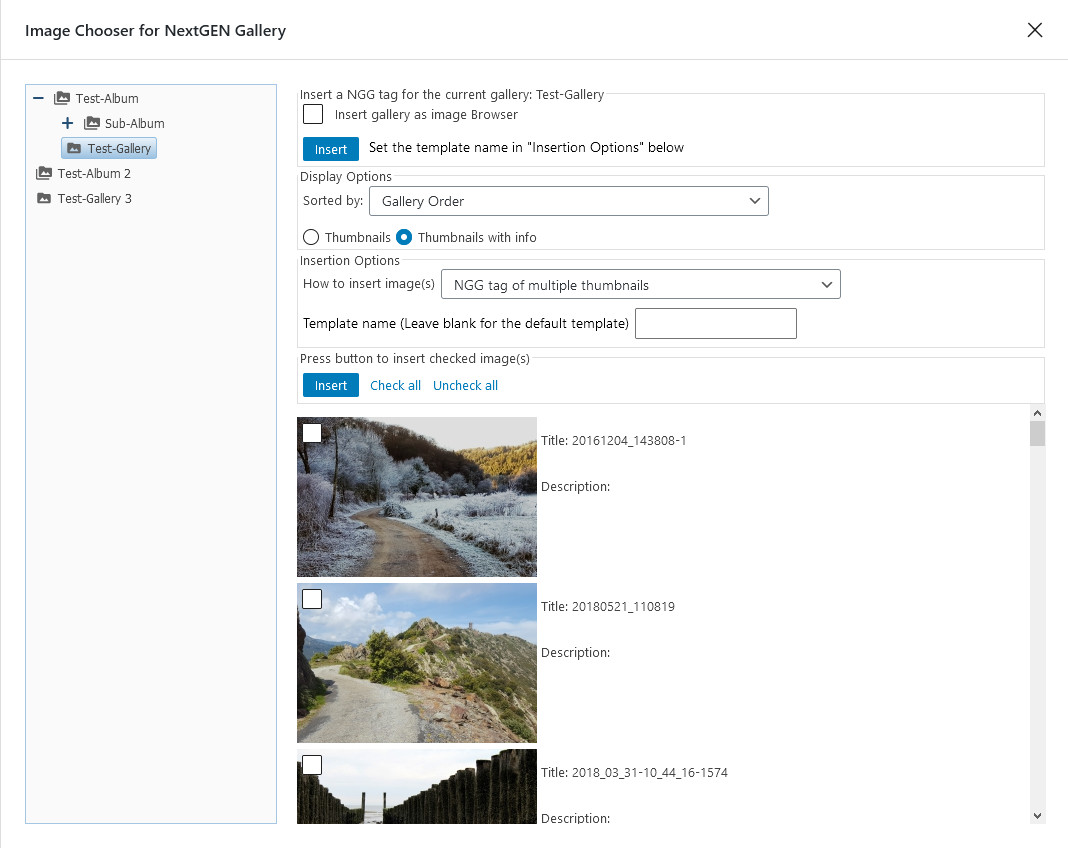 Image Chooser for NextGEN Gallery
Test-Album
Sub-Album
Test-Gallery
Test-Album 2
Test-Gallery 3
Insert a NGG tag for the current gallery: Test-Gallery
Insert gallery as image Browser
Insert Set the template name in "Insertion Options" below
Display Options
Sorted by: Gallery Order
Thumbnails Thumbnails with info
Insertion Options
How to insert image(s) NGG tag of multiple thumbnails
Template name (Leave blank for the default template)
Press button to insert checked image(s)
Insert Check all Uncheck all
Title: 20161204_143808-1
Description:
Title: 20180521_110819
Description:
Title: 2018_03_31-10_44_16-1574
Description: